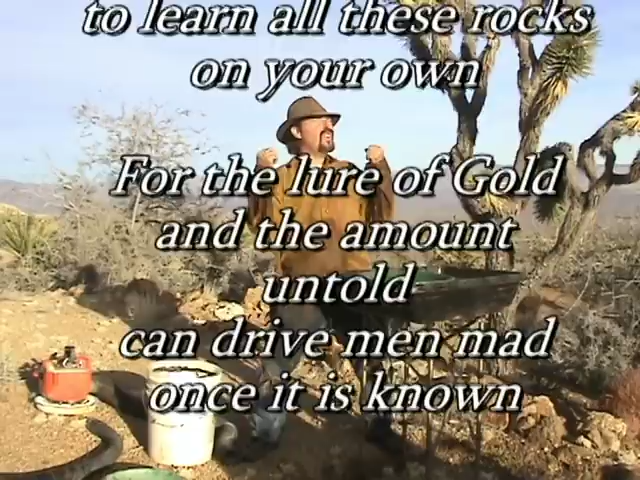 to learn all these rocks
on your own
For the lure of Gold
and the amount
untold
can drive men mad
once it is known